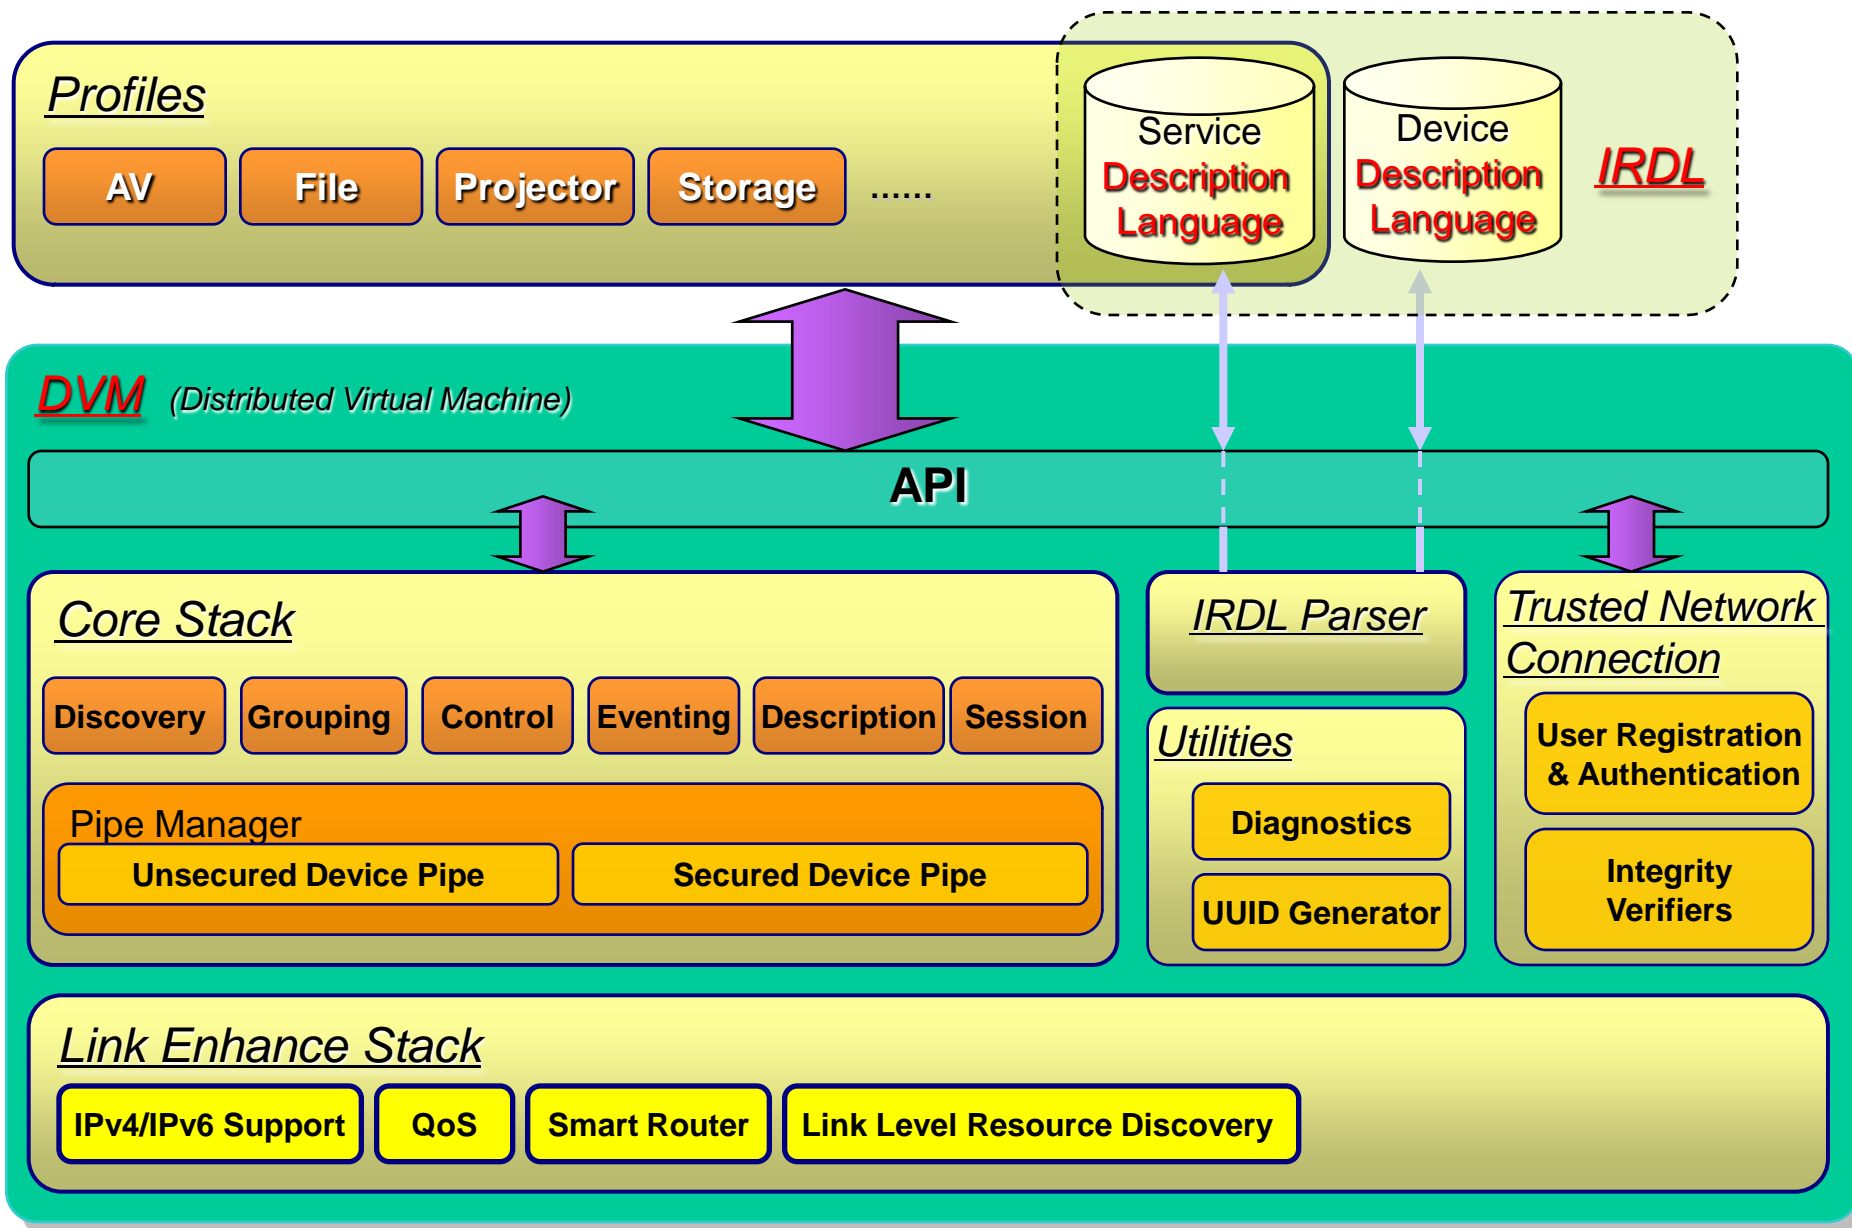 Profiles
AV
File
Projector
Storage
......
Service
Description
Language
Device
Description
Language
IRDL
DVM (Distributed Virtual Machine)
API
Core Stack
Discovery
Grouping
Control
Eventing
Description
Session
Pipe Manager
Unsecured Device Pipe
Secured Device Pipe
IRDL Parser
Utilities
Diagnostics
UUID Generator
Trusted Network
Connection
User Registration
& Authentication
Integrity
Verifiers
Link Enhance Stack
IPv4/IPv6 Support
QoS
Smart Router
Link Level Resource Discovery